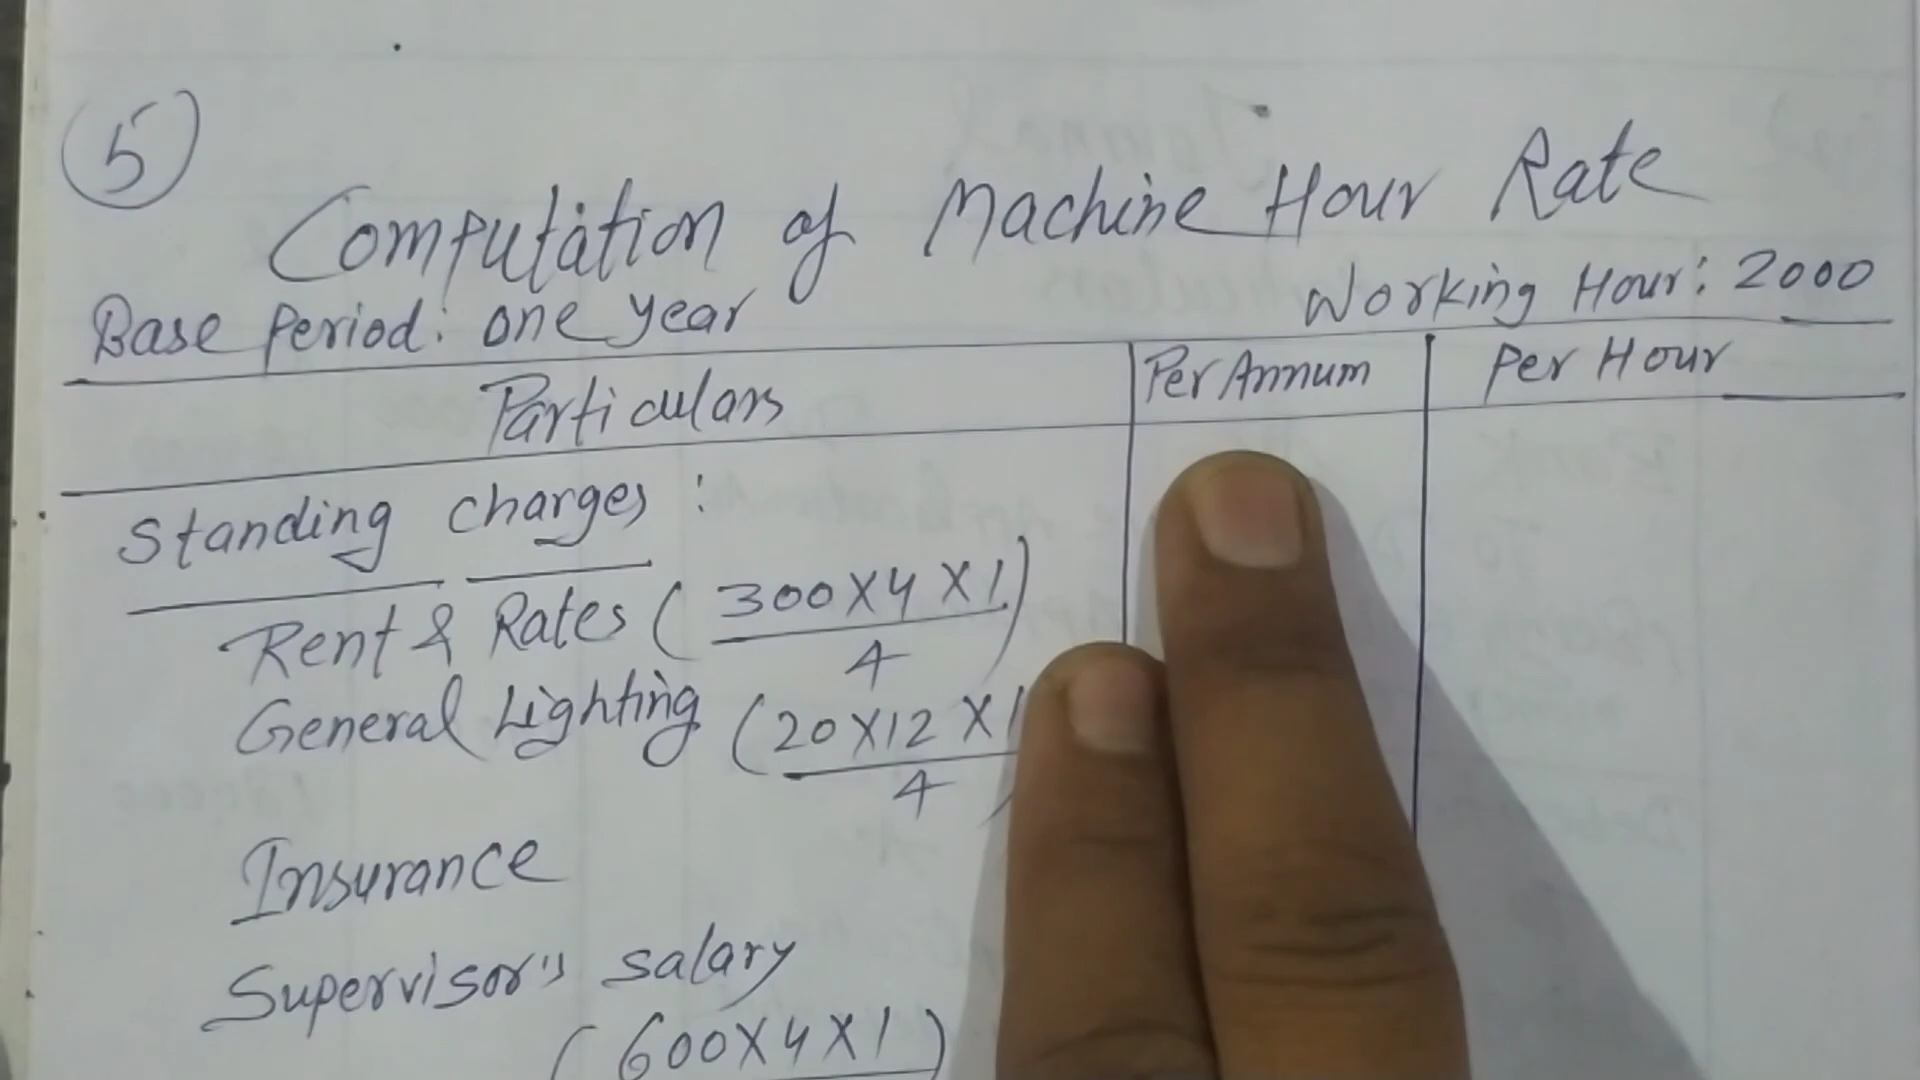 5
Computation of Machine Hour Rate
Base Period: one year Working Hour: 2000
Particulars Per Annum Per Hour
Standing charges:
Rent & Rates (300X4X1)
4
General Lighting (20X12X1
4
Insurance
Supervisor's salary
(600X4X1)